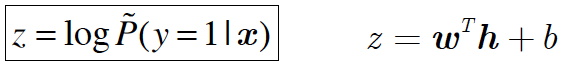 z = log P̃(y = 1 | x) z = wᵀh + b